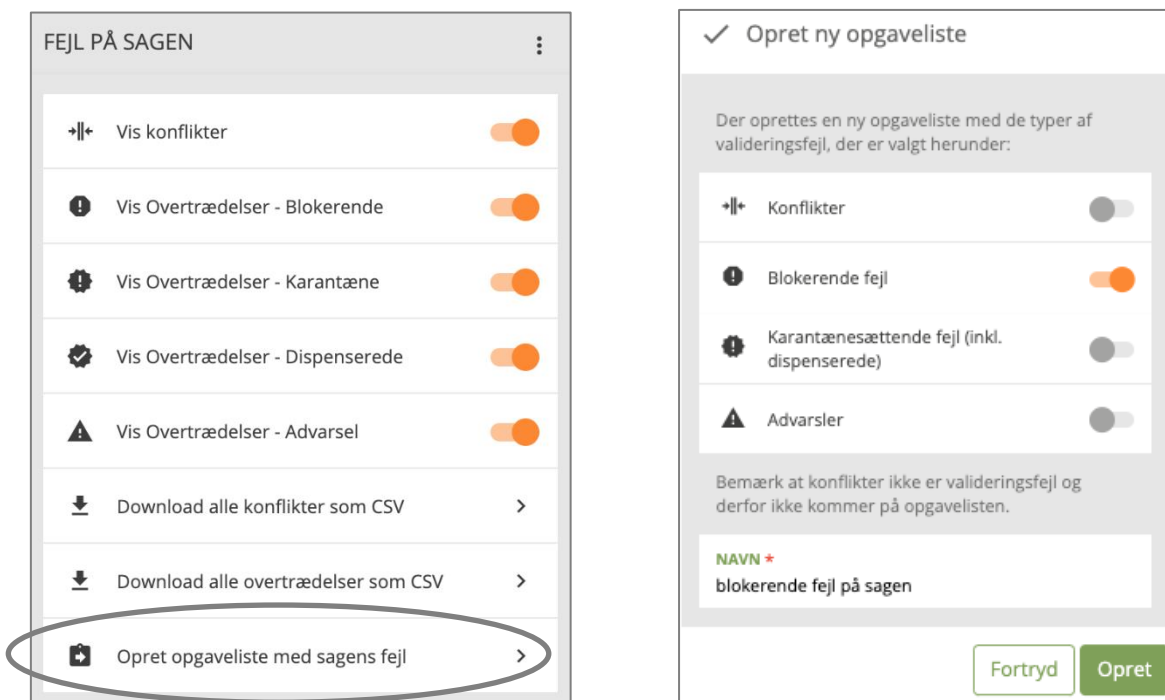 FEJL PÅ SAGEN
Vis konflikter
Vis Overtrædelser - Blokerende
Vis Overtrædelser - Karantæne
Vis Overtrædelser - Dispenserede
Vis Overtrædelser - Advarsel
Download alle konflikter som CSV
Download alle overtrædelser som CSV
Opret opgaveliste med sagens fejl
Opret ny opgaveliste
Der oprettes en ny opgaveliste med de typer af
valideringsfejl, der er valgt herunder:
Konflikter
Blokerende fejl
Karantænesættende fejl (inkl.
dispenserede)
Advarsler
Bemærk at konflikter ikke er valideringsfejl og
derfor ikke kommer på opgavelisten.
NAVN *
blokerende fejl på sagen
Fortryd
Opret